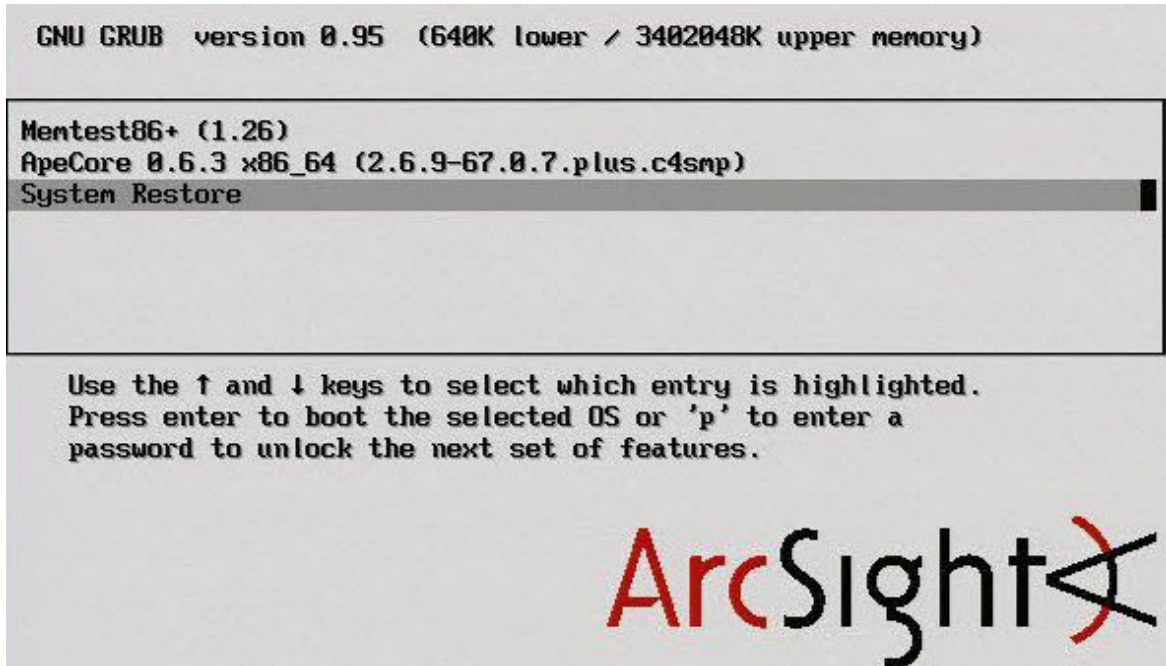 GNU GRUB version 0.95 (640K lower / 3402048K upper memory)
Memtest86+ (1.26)
ApeCore 0.6.3 x86_64 (2.6.9-67.0.7.plus.c4smp)
System Restore
Use the ↑ and ↓ keys to select which entry is highlighted.
Press enter to boot the selected OS or 'p' to enter a
password to unlock the next set of features.
ArcSight